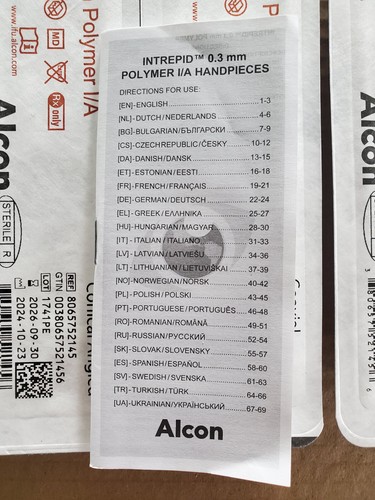 INTREPID™ 0.3 mm
POLYMER I/A HANDPIECES
DIRECTIONS FOR USE:
[EN]-ENGLISH 1-3
[NL]-DUTCH/NEDERLANDS 4-6
[BG]-BULGARIAN/БЪЛГАРСКИ 7-9
[CS]-CZECH REPUBLIC/ČESKY 10-12
[DA]-DANISH/DANSK 13-15
[ET]-ESTONIAN/EESTI 16-18
[FR]-FRENCH/FRANÇAIS 19-21
[DE]-GERMAN/DEUTSCH 22-24
[EL]-GREEK/ΕΛΛΗΝΙΚΑ 25-27
[HU]-HUNGARIAN/MAGYAR 28-30
[IT]-ITALIAN/ITALIANO 31-33
[LV]-LATVIAN/LATVIEŠU 34-36
[LT]-LITHUANIAN/LIETUVIŠKAI 37-39
[NO]-NORWEGIAN/NORSK 40-42
[PL]-POLISH/POLSKI 43-45
[PT]-PORTUGUESE/PORTUGUÊS 46-48
[RO]-ROMANIAN/ROMÂNĂ 49-51
[RU]-RUSSIAN/РУССКИЙ 52-54
[SK]-SLOVAK/SLOVENSKY 55-57
[ES]-SPANISH/ESPAÑOL 58-60
[SV]-SWEDISH/SVENSKA 61-63
[TR]-TURKISH/TÜRK 64-66
[UA]-UKRAINIAN/УКРАЇНСЬКИЙ 67-69
Alcon
www.ifu.alcon.com
MD
Rx only
Polymer I/A
Alcon
STERILE R
REF 8065752145
GTIN 00380657521456
LOT 1741PE
2026-09-30
2024-10-23